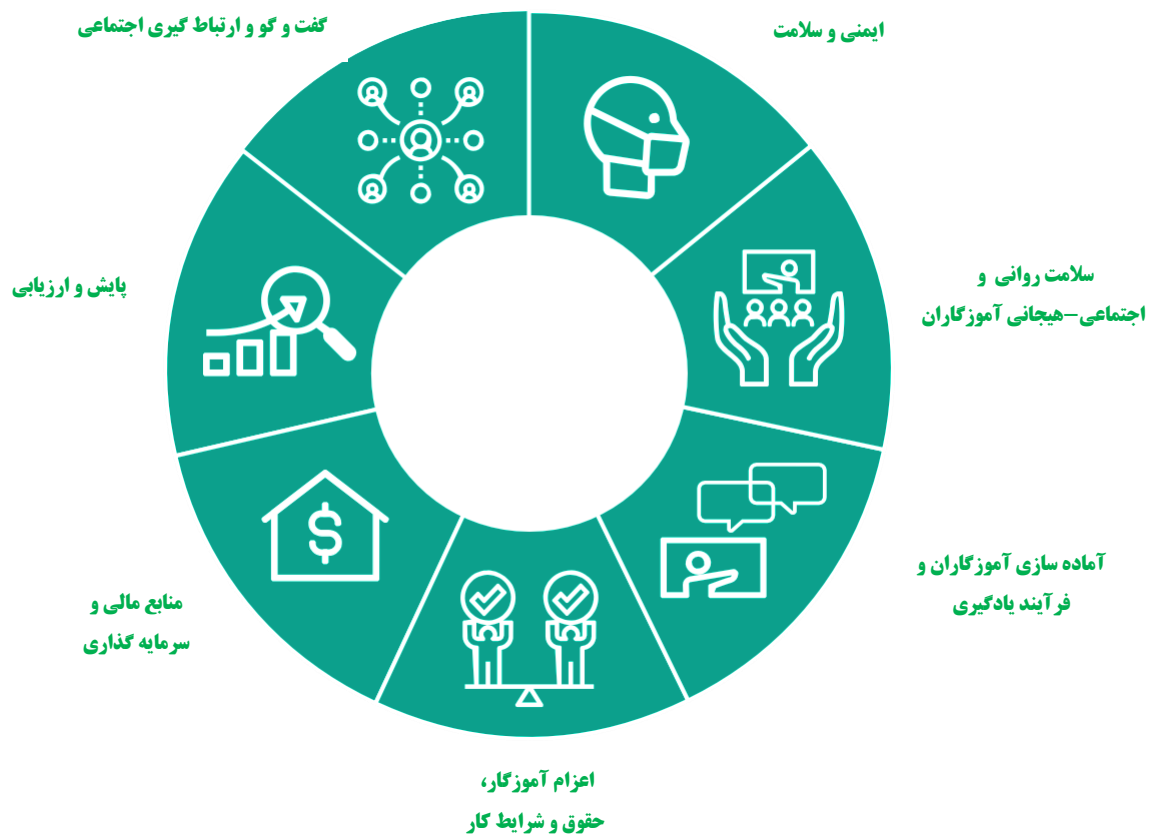 گفت و گو و ارتباط گیری اجتماعی
ایمنی و سلامت
سلامت روانی و
اجتماعی–هیجانی آموزگاران
پایش و ارزیابی
آماده سازی آموزگاران و
فرآیند یادگیری
منابع مالی و
سرمایه گذاری
اعزام آموزگار،
حقوق و شرایط کار
$